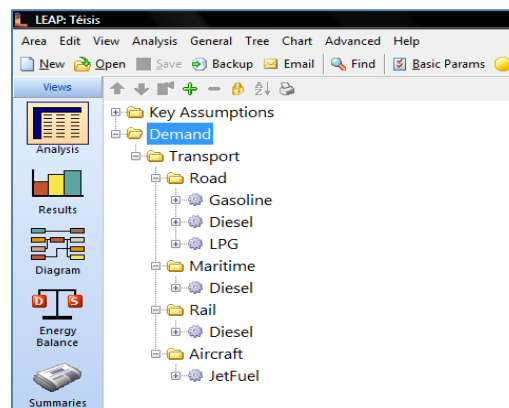 LEAP: Téisis
Area Edit View Analysis General Tree Chart Advanced Help
New Open Save Backup Email Find Basic Params
Views
Key Assumptions
Demand
Analysis
Transport
Road
Gasoline
Results
Diesel
LPG
Maritime
Diagram
Diesel
D S
Rail
Energy
Balance
Diesel
Aircraft
JetFuel
Summaries